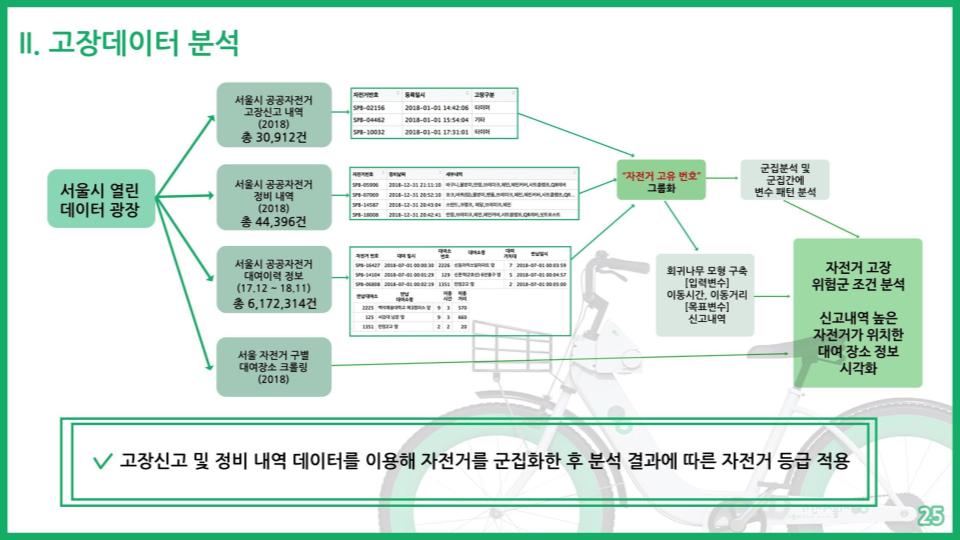 II. 고장데이터 분석
서울시 열린
데이터 광장
서울시 공공자전거
고장신고 내역
(2018)
총 30,912건
자전거번호 등록일시 고장구분
SPB-02156 2018-01-01 14:42:06 타이어
SPB-04462 2018-01-01 15:54:04 기타
SPB-10032 2018-01-01 17:31:01 타이어
서울시 공공자전거
정비 내역
(2018)
총 44,396건
자전거번호 정비날짜 세부내역
SPB-05996 2018-12-31 21:11:10
SPB-07969 2018-12-31 20:52:10
SPB-14587 2018-12-31 20:43:04
SPB-18008 2018-12-31 20:42:41
서울시 공공자전거
대여이력 정보
(17.12 ~ 18.11)
총 6,172,314건
자전거 번호 대여 일시 대여소 번호 대여소명 대여 거치대 반납일시
SPB-16427 2018-07-01 00:00:30 2226 7 2018-07-01 00:03:59
SPB-14104 2018-07-01 00:01:29 129 5 2018-07-01 00:04:57
SPB-06808 2018-07-01 00:02:19 1351 2 2018-07-01 00:05:00
반납대여소 반납 대여소명 이용 시간 이용 거리
2225 9 3 570
125 9 3 660
1351 2 2 20
서울 자전거 구별
대여장소 크롤링
(2018)
"자전거 고유 번호"
그룹화
군집분석 및
군집간에
변수 패턴 분석
회귀나무 모형 구축
[입력변수]
이동시간, 이동거리
[목표변수]
신고내역
자전거 고장
위험군 조건 분석
신고내역 높은
자전거가 위치한
대여 장소 정보
시각화
고장신고 및 정비 내역 데이터를 이용해 자전거를 군집화한 후 분석 결과에 따른 자전거 등급 적용
25